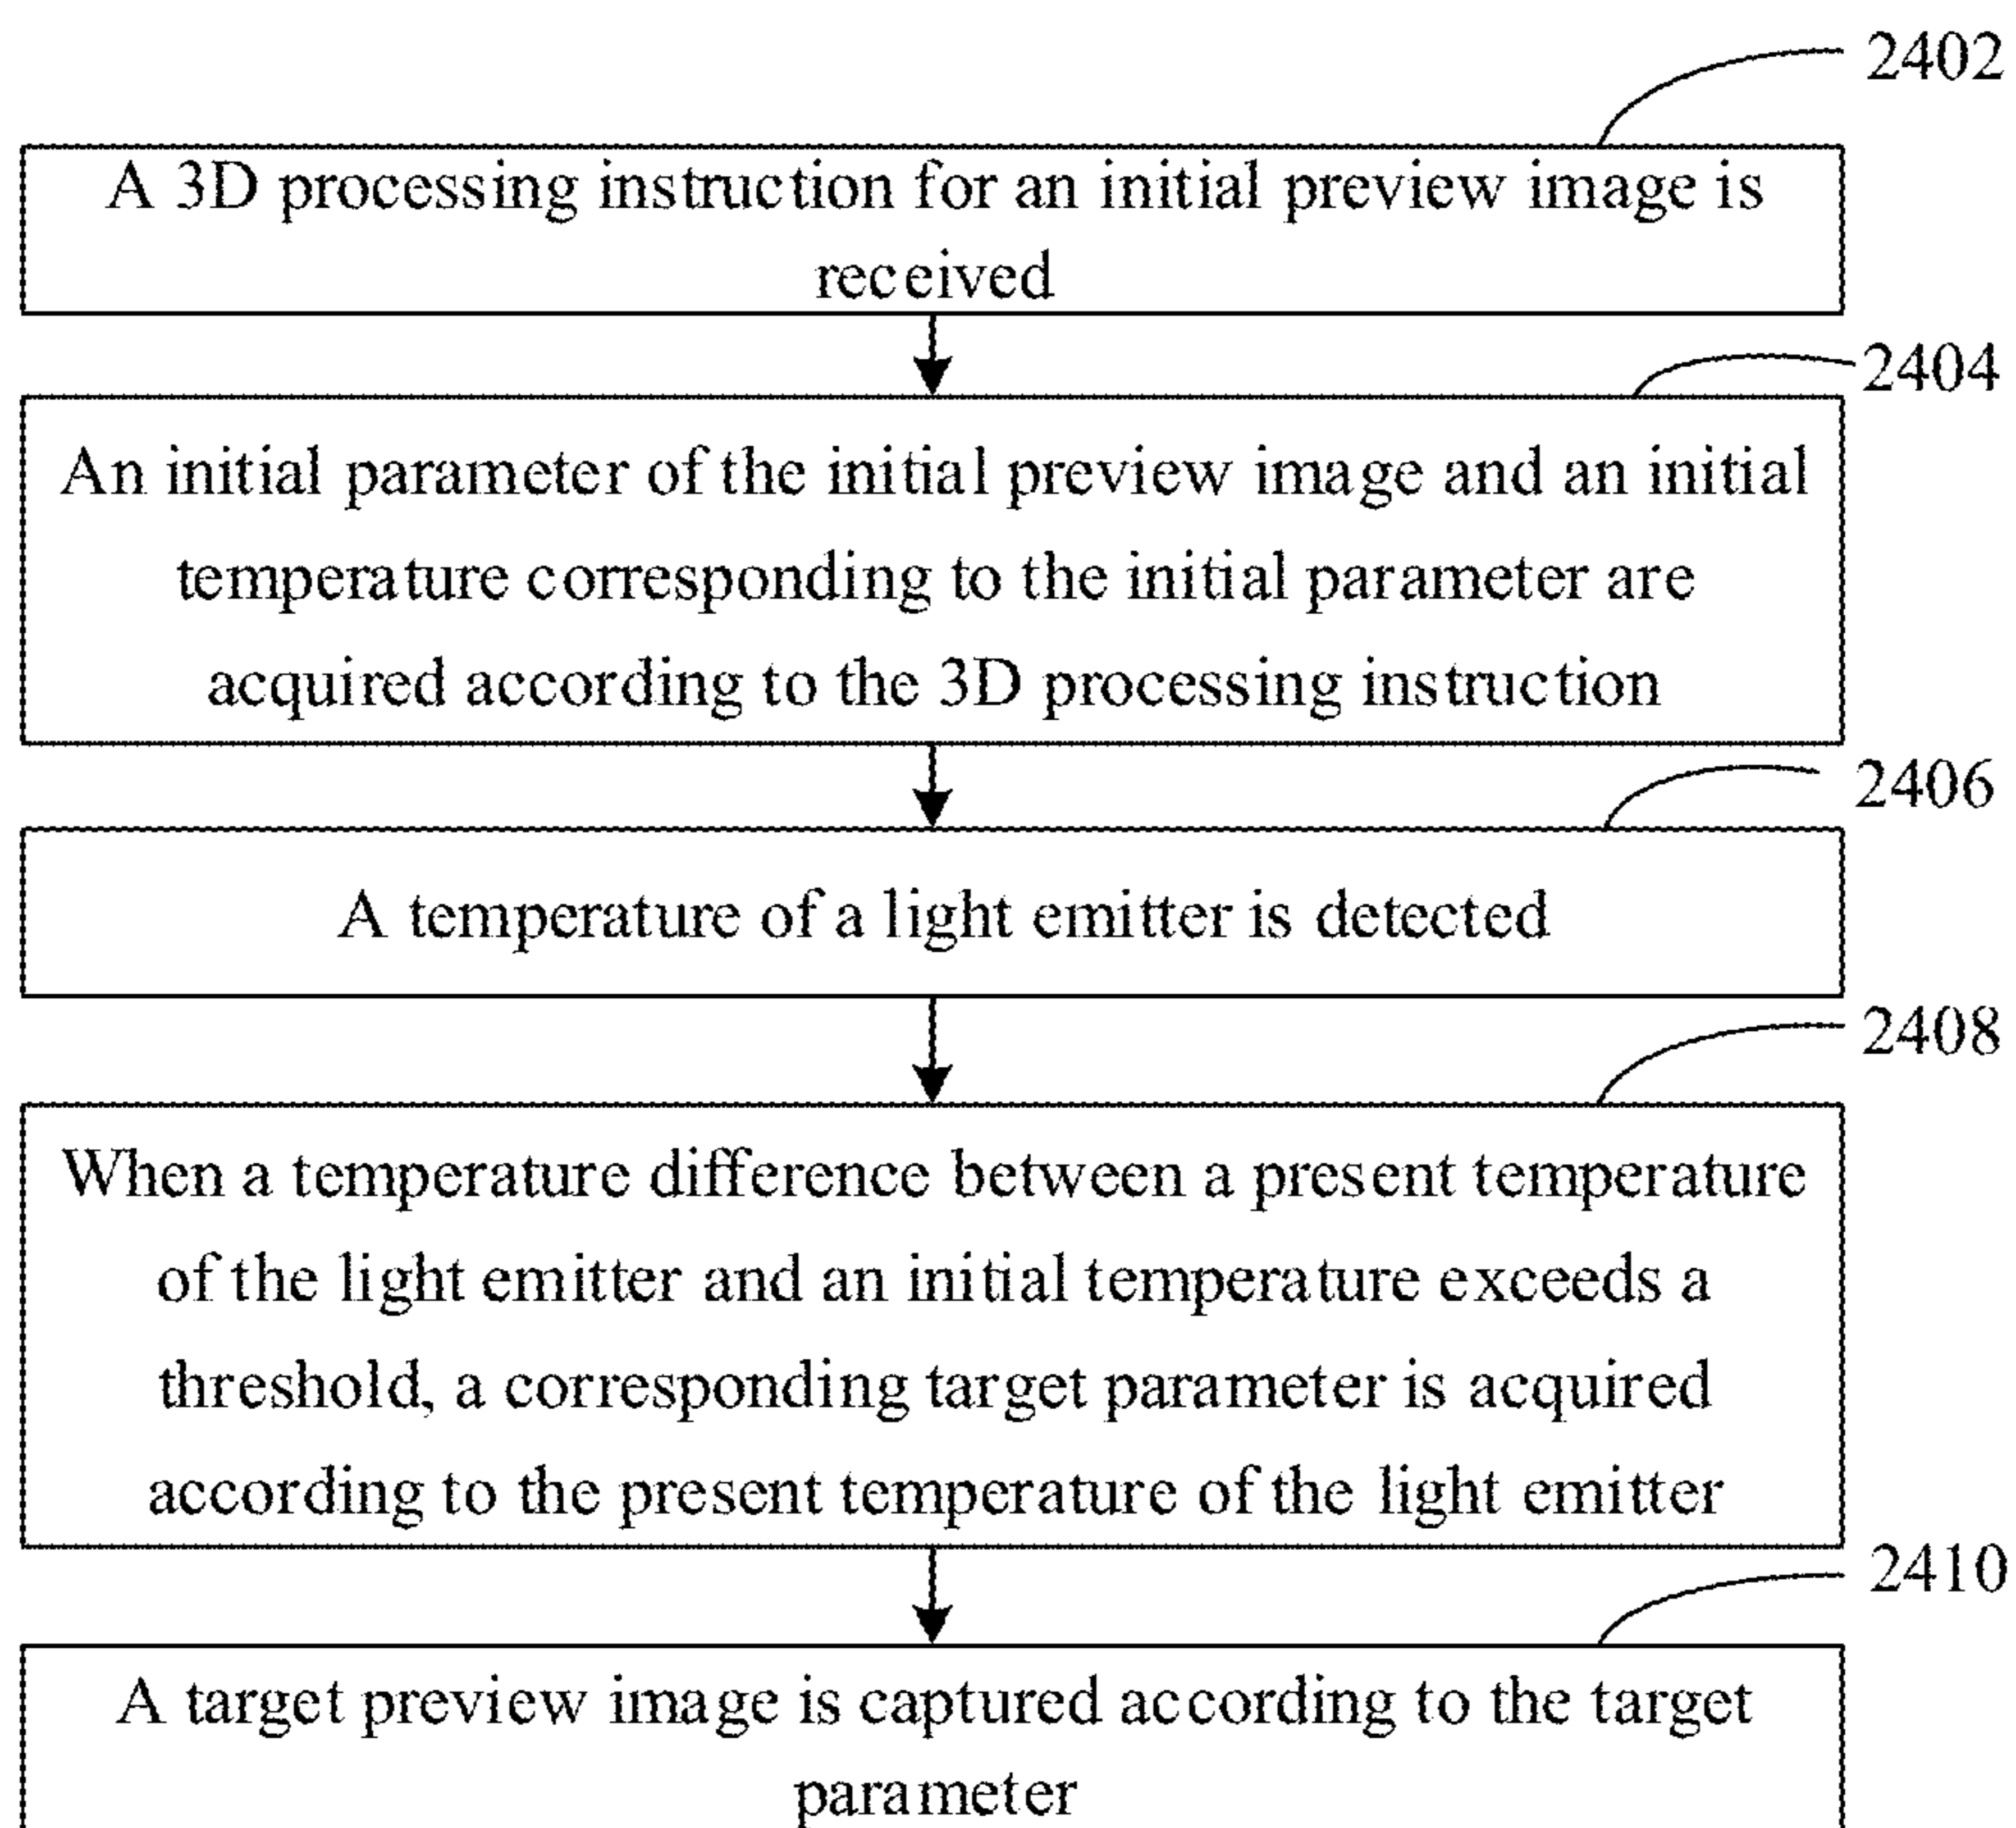 2402
A 3D processing instruction for an initial preview image is
received
2404
An initial parameter of the initial preview image and an initial
temperature corresponding to the initial parameter are
acquired according to the 3D processing instruction
2406
A temperature of a light emitter is detected
2408
When a temperature difference between a present temperature
of the light emitter and an initial temperature exceeds a
threshold, a corresponding target parameter is acquired
according to the present temperature of the light emitter
2410
A target preview image is captured according to the target
parameter